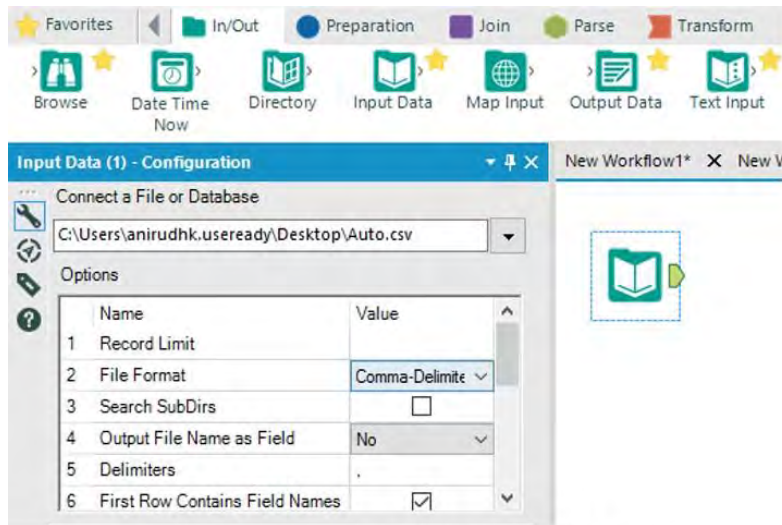 Favorites In/Out Preparation Join Parse Transform
Browse Date Time Now Directory Input Data Map Input Output Data Text Input
Input Data (1) - Configuration
New Workflow1* X New W
Connect a File or Database
C:\Users\anirudhk.useready\Desktop\Auto.csv
Options
Name Value
1 Record Limit
2 File Format Comma-Delimite
3 Search SubDirs
4 Output File Name as Field No
5 Delimiters ,
6 First Row Contains Field Names